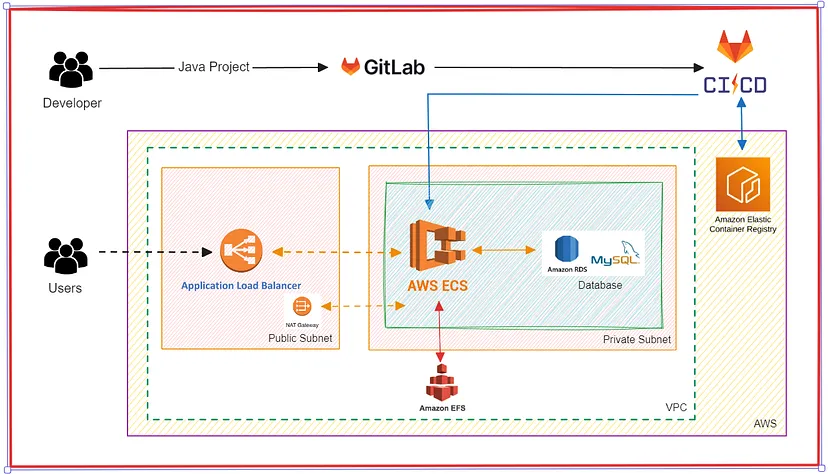 Developer
Java Project
GitLab
CI CD
Amazon Elastic
Container Registry
Users
Application Load Balancer
AWS ECS
Amazon RDS
MySQL
Database
NAT Gateway
Public Subnet
Private Subnet
Amazon EFS
VPC
AWS